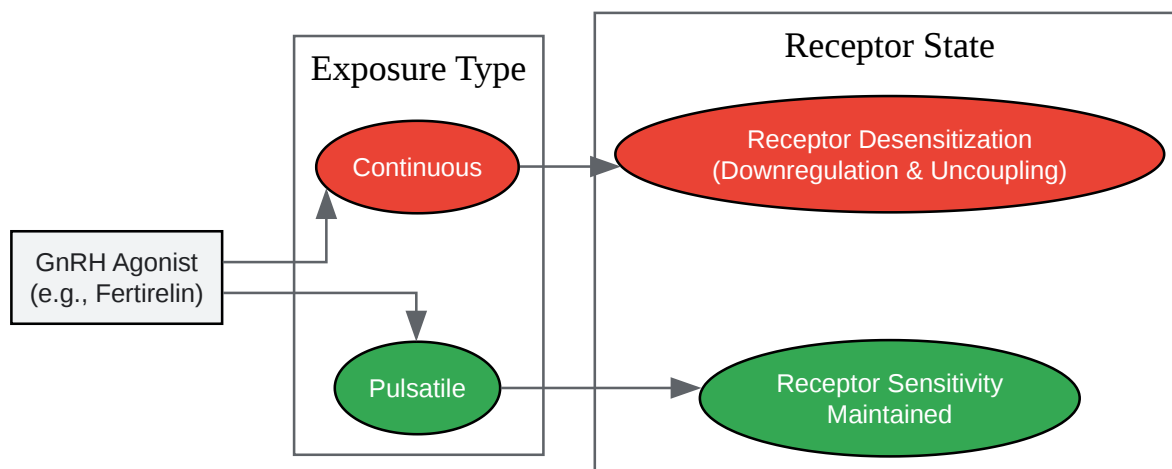 Exposure Type
Receptor State
Continuous
Receptor Desensitization
(Downregulation & Uncoupling)
GnRH Agonist
(e.g., Fertirelin)
Pulsatile
Receptor Sensitivity
Maintained